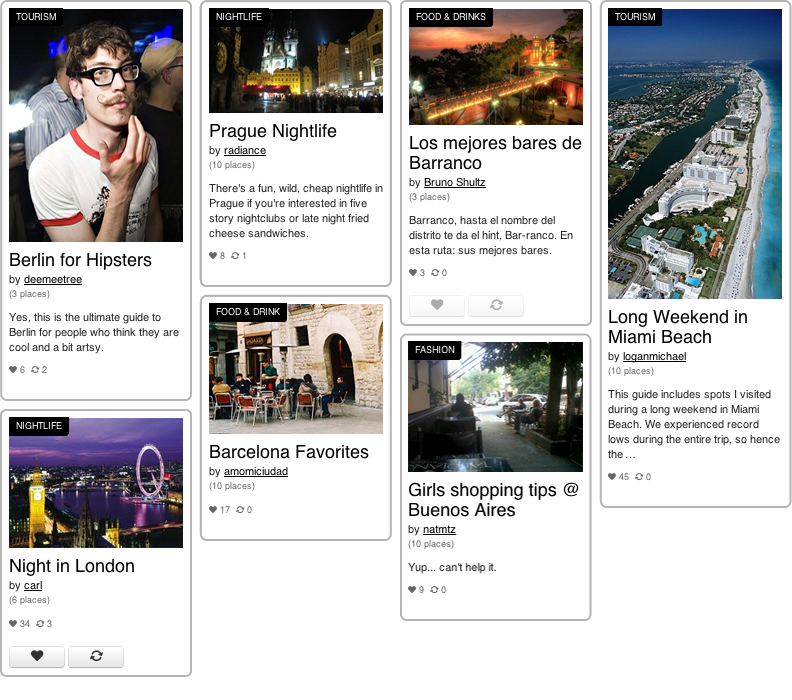 TOURISM
Berlin for Hipsters
by deemeetree
(3 places)
Yes, this is the ultimate guide to
Berlin for people who think they are
cool and a bit artsy.
6 2
NIGHTLIFE
Night in London
by carl
(6 places)
34 3
NIGHTLIFE
Prague Nightlife
by radiance
(10 places)
There's a fun, wild, cheap nightlife in
Prague if you're interested in five
story nightclubs or late night fried
cheese sandwiches.
8 1
FOOD & DRINK
Barcelona Favorites
by amomiciudad
(10 places)
17 0
FOOD & DRINKS
Los mejores bares de
Barranco
by Bruno Shultz
(3 places)
Barranco, hasta el nombre del
distrito te da el hint, Bar-ranco. En
esta ruta: sus mejores bares.
3 0
FASHION
Girls shopping tips @
Buenos Aires
by natmtz
(10 places)
Yup... can't help it.
9 0
TOURISM
Long Weekend in
Miami Beach
by loganmichael
(10 places)
This guide includes spots I visited
during a long weekend in Miami
Beach. We experienced record
lows during the entire trip, so hence
the ...
45 0